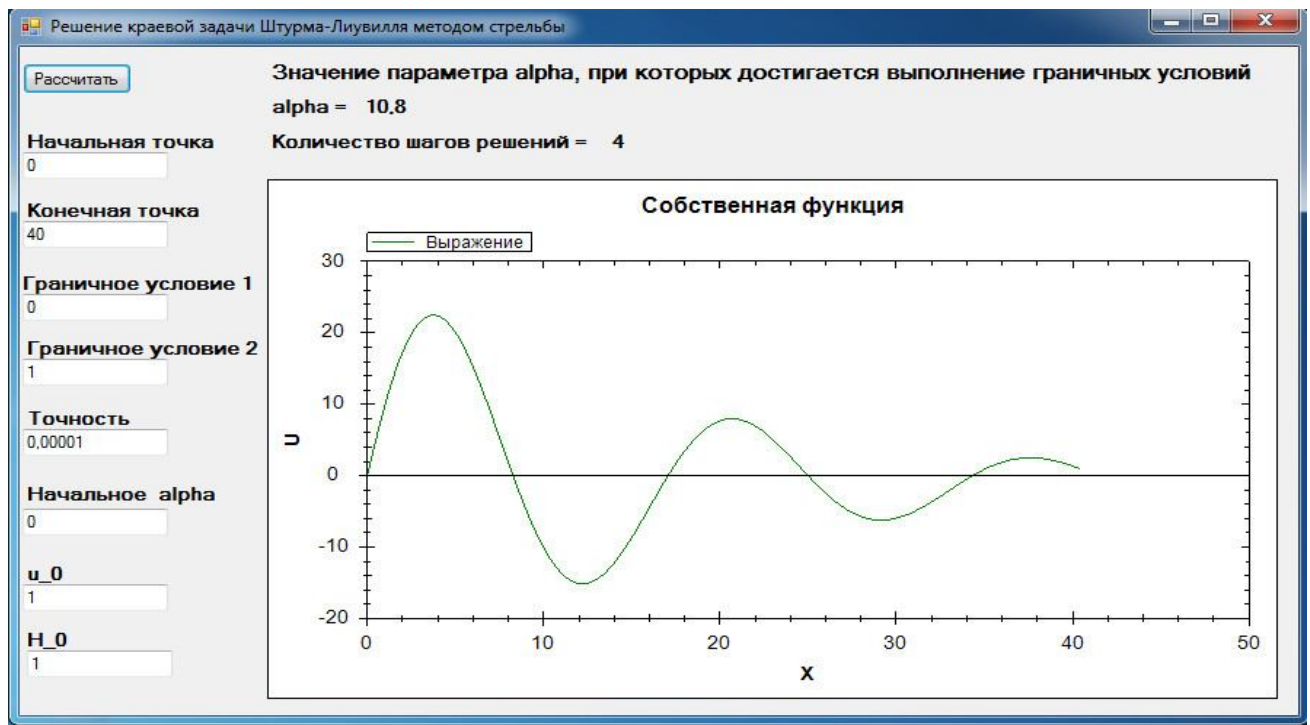 Решение краевой задачи Штурма-Лиувилля методом стрельбы
Рассчитать
Значение параметра alpha, при которых достигается выполнение граничных условий
alpha = 10,8
Количество шагов решений = 4
Начальная точка
0
Конечная точка
40
Граничное условие 1
0
Граничное условие 2
1
Точность
0,00001
Начальное alpha
0
u_0
1
H_0
1
Собственная функция
Выражение
30
20
10
0
-10
-20
U
0 10 20 30 40 50
X